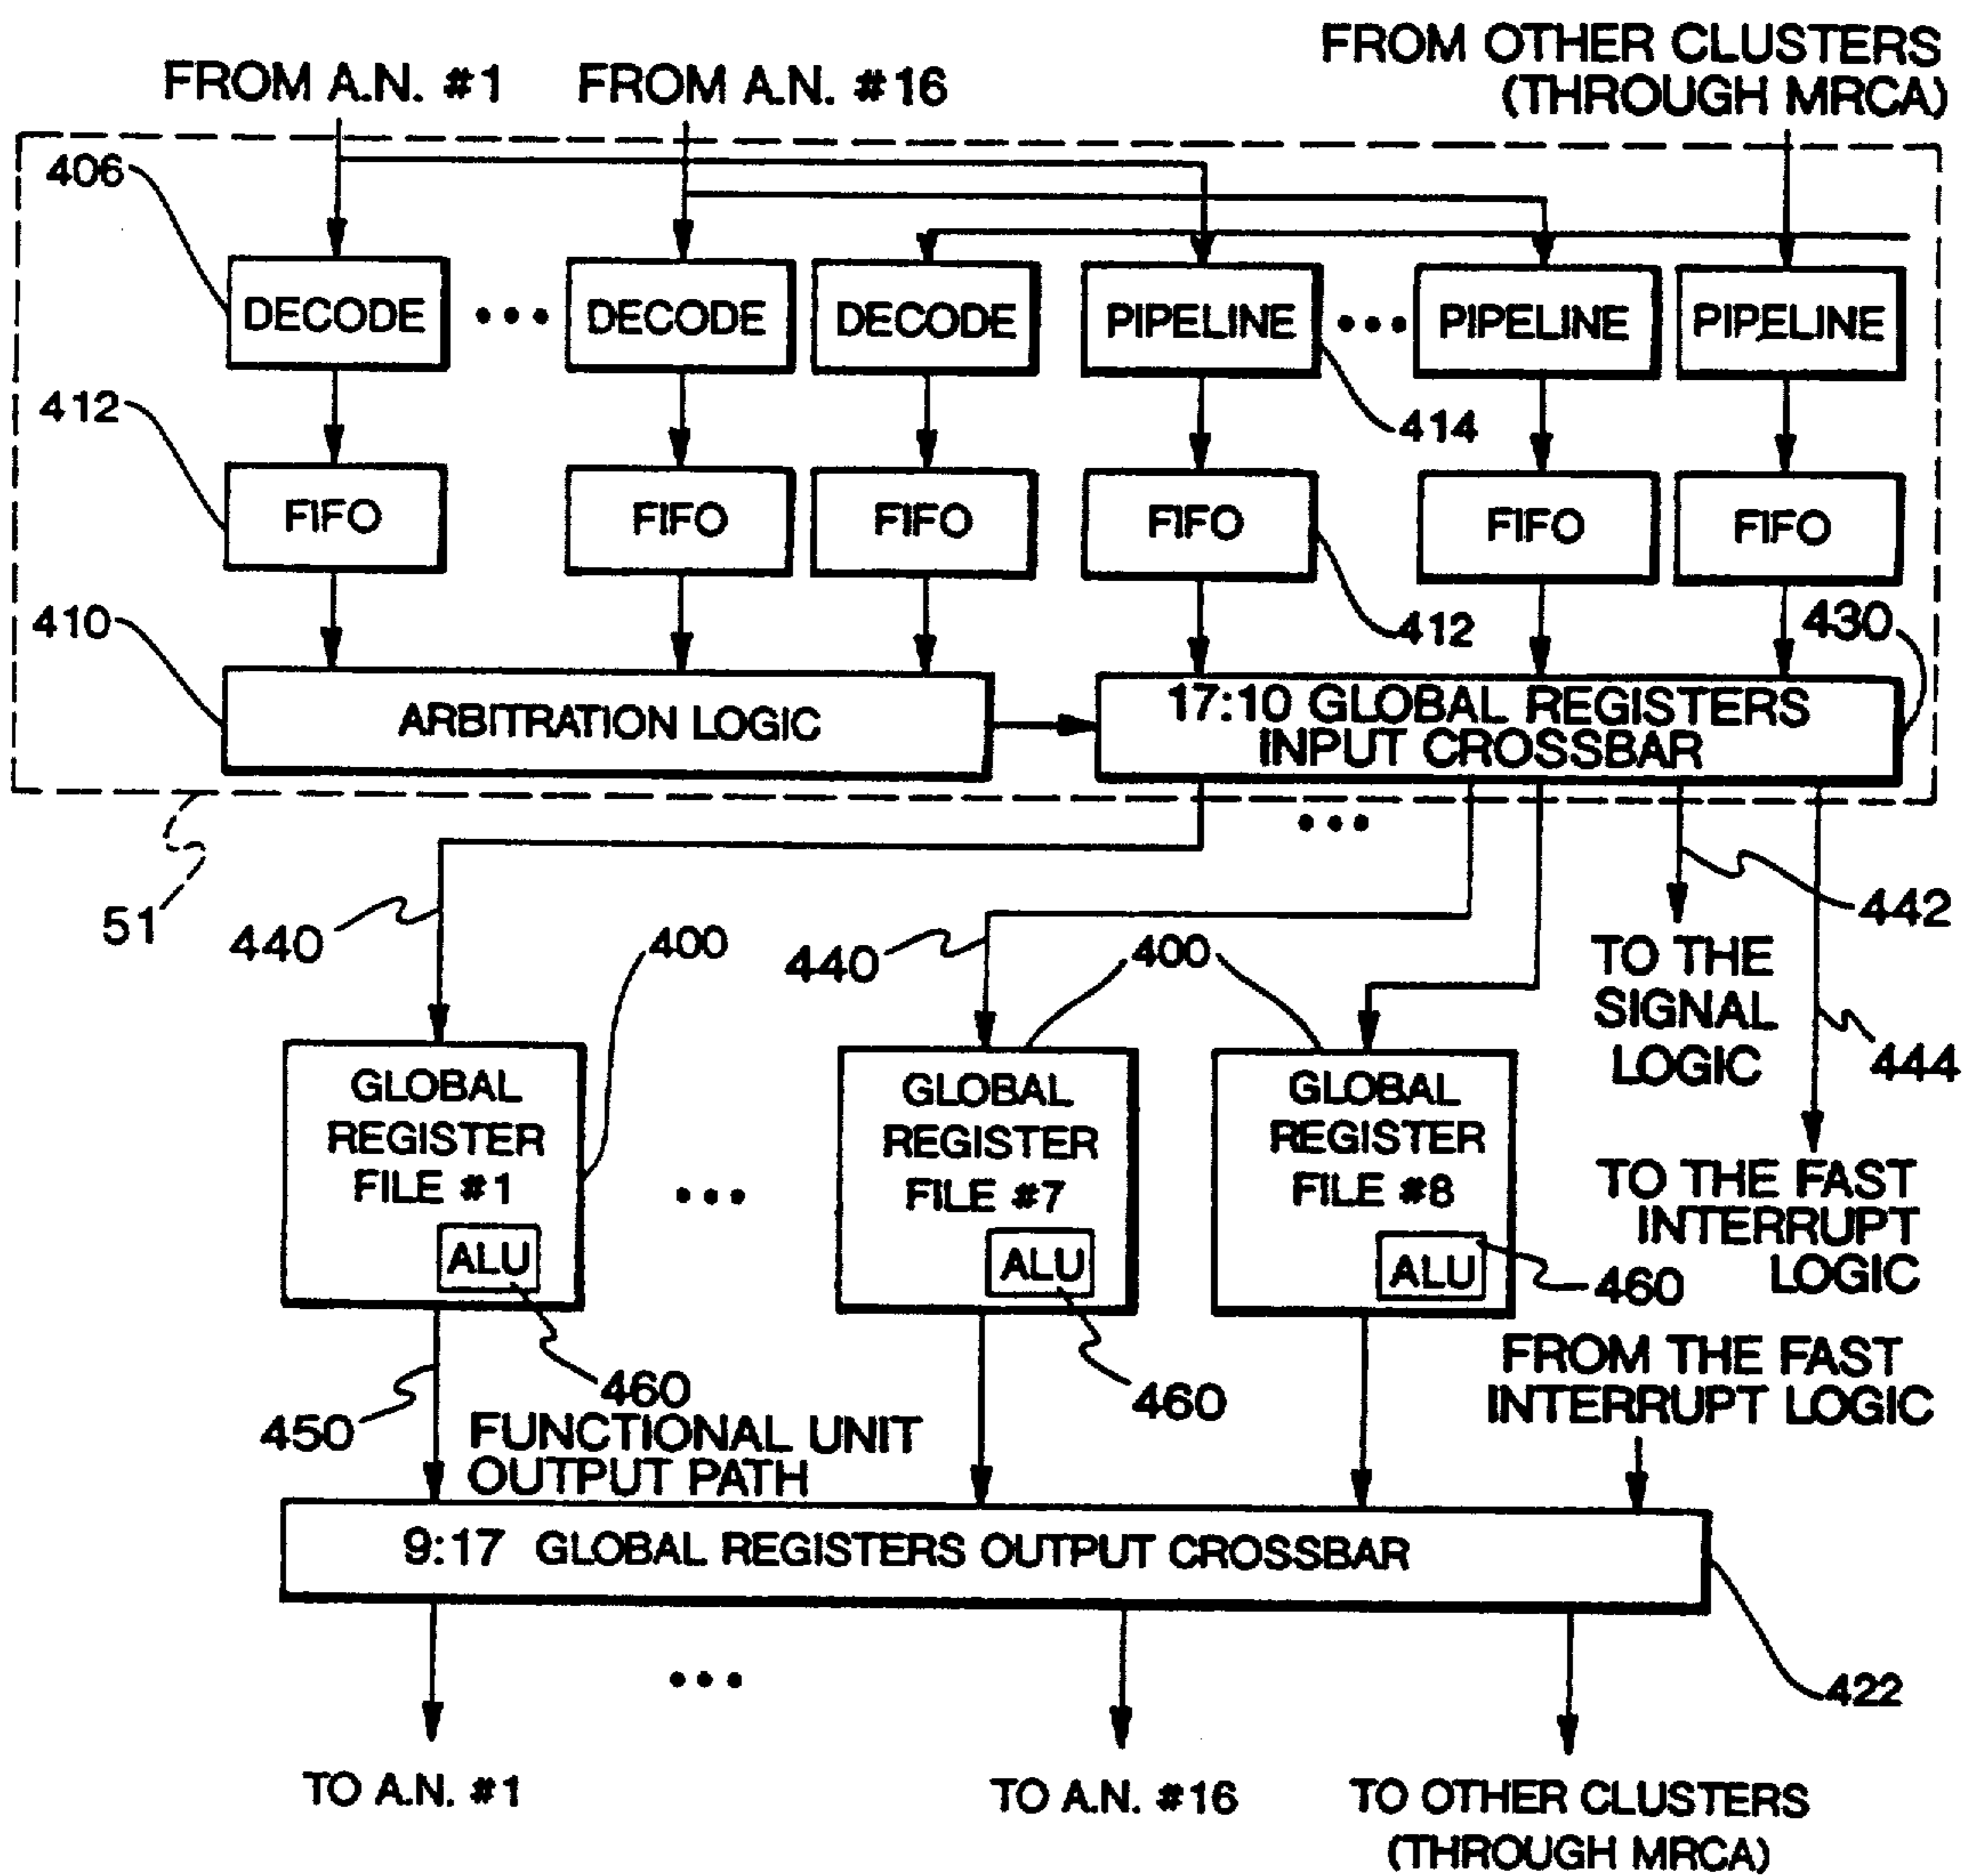 FROM OTHER CLUSTERS
(THROUGH MRCA)
FROM A.N. #1
FROM A.N. #16
406
DECODE
•••
DECODE
DECODE
PIPELINE
•••
PIPELINE
PIPELINE
412
414
FIFO
FIFO
FIFO
FIFO
FIFO
FIFO
410
412
430
ARBITRATION LOGIC
17:10 GLOBAL REGISTERS
INPUT CROSSBAR
•••
51
440
400
440
400
442
TO THE
SIGNAL
LOGIC
444
GLOBAL
REGISTER
FILE #1
ALU
•••
GLOBAL
REGISTER
FILE #7
ALU
GLOBAL
REGISTER
FILE #8
ALU
TO THE FAST
INTERRUPT
LOGIC
460
460
460
FROM THE FAST
INTERRUPT LOGIC
450
FUNCTIONAL UNIT
OUTPUT PATH
9:17 GLOBAL REGISTERS OUTPUT CROSSBAR
•••
422
TO A.N. #1
TO A.N. #16
TO OTHER CLUSTERS
(THROUGH MRCA)